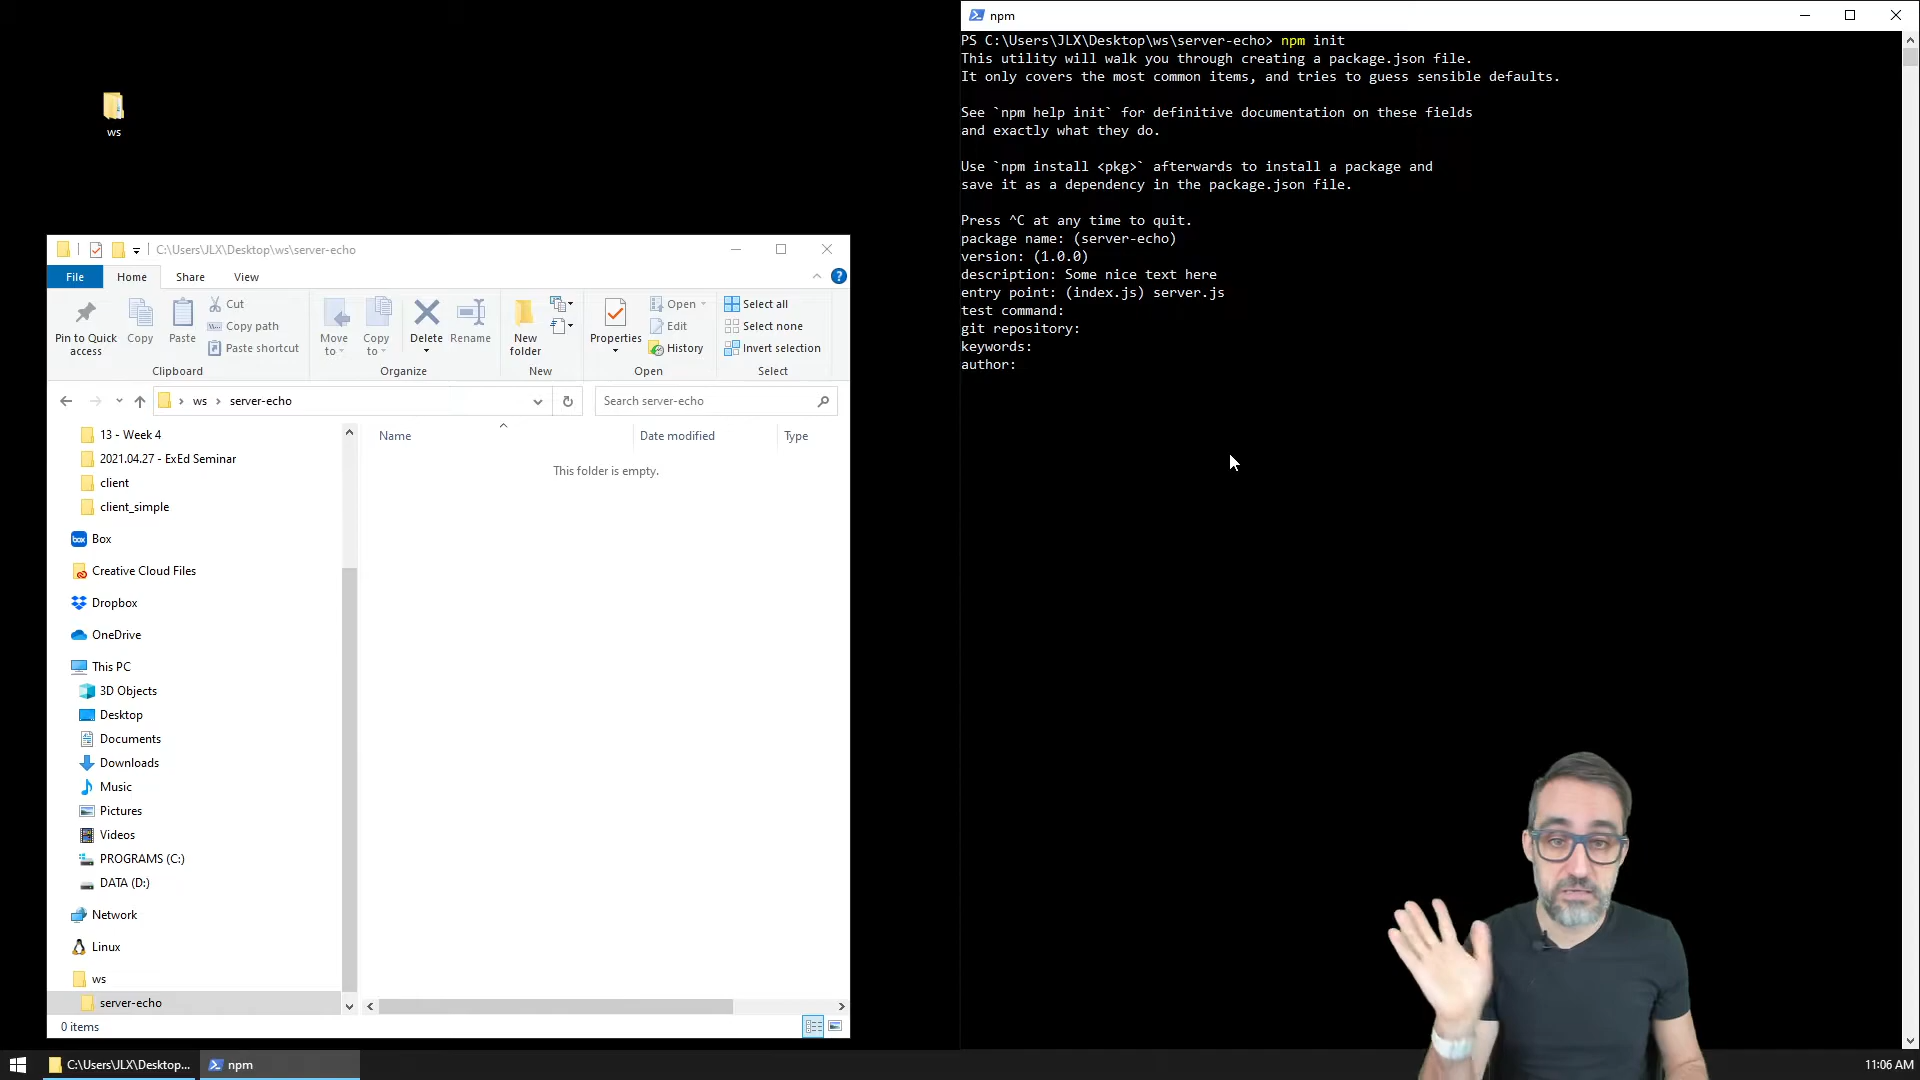 ws
C:\Users\JLX\Desktop\ws\server-echo
File Home Share View
Pin to Quick access
Copy
Paste
Cut
Copy path
Paste shortcut
Clipboard
Move to
Copy to
Delete
Rename
Organize
New folder
New
Properties
Open
Edit
History
Open
Select all
Select none
Invert selection
Select
ws server-echo
Search server-echo
Name Date modified Type
This folder is empty.
13 - Week 4
2021.04.27 - ExEd Seminar
client
client_simple
box Box
Creative Cloud Files
Dropbox
OneDrive
This PC
3D Objects
Desktop
Documents
Downloads
Music
Pictures
Videos
PROGRAMS (C:)
DATA (D:)
Network
Linux
ws
server-echo
0 items
npm
PS C:\Users\JLX\Desktop\ws\server-echo> npm init
This utility will walk you through creating a package.json file.
It only covers the most common items, and tries to guess sensible defaults.
See `npm help init` for definitive documentation on these fields
and exactly what they do.
Use `npm install <pkg>` afterwards to install a package and
save it as a dependency in the package.json file.
Press ^C at any time to quit.
package name: (server-echo)
version: (1.0.0)
description: Some nice text here
entry point: (index.js) server.js
test command:
git repository:
keywords:
author:
C:\Users\JLX\Desktop... npm 11:06 AM